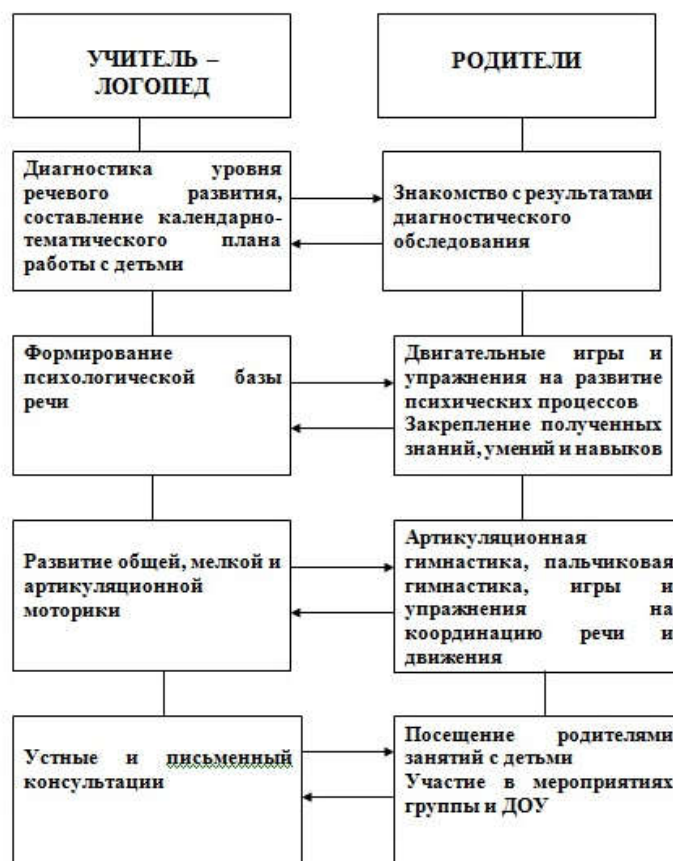 УЧИТЕЛЬ –
ЛОГОПЕД
РОДИТЕЛИ
Диагностика уровня
речевого развития,
составление календарно-
тематического плана
работы с детьми
Знакомство с результатами
диагностического
обследования
Формирование
психологической базы
речи
Двигательные игры и
упражнения на развитие
психических процессов
Закрепление полученных
знаний, умений и навыков
Развитие общей, мелкой и
артикуляционной
моторики
Артикуляционная
гимнастика, пальчиковая
гимнастика, игры и
упражнения на
координацию речи и
движения
Устные и письменный
консультации
Посещение родителями
занятий с детьми
Участие в мероприятиях
группы и ДОУ